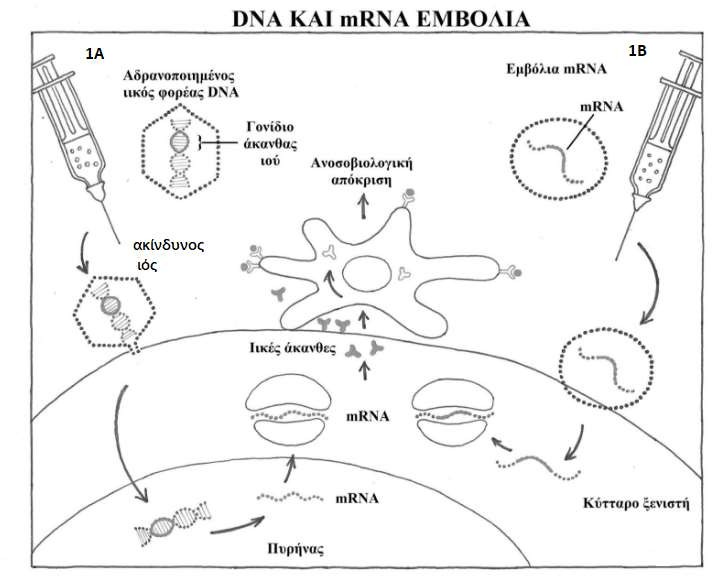 DNA ΚΑΙ mRNA ΕΜΒΟΛΙΑ
1A
Αδρανοποιημένος
ιικός φορέας DNA
Γονίδιο
άκανθας
ιού
Ανοσοβιολογική
απόκριση
1B
Εμβόλια mRNA
mRNA
ακίνδυνος
ιός
Ιικές άκανθες
mRNA
mRNA
Κύτταρο ξενιστή
Πυρήνας